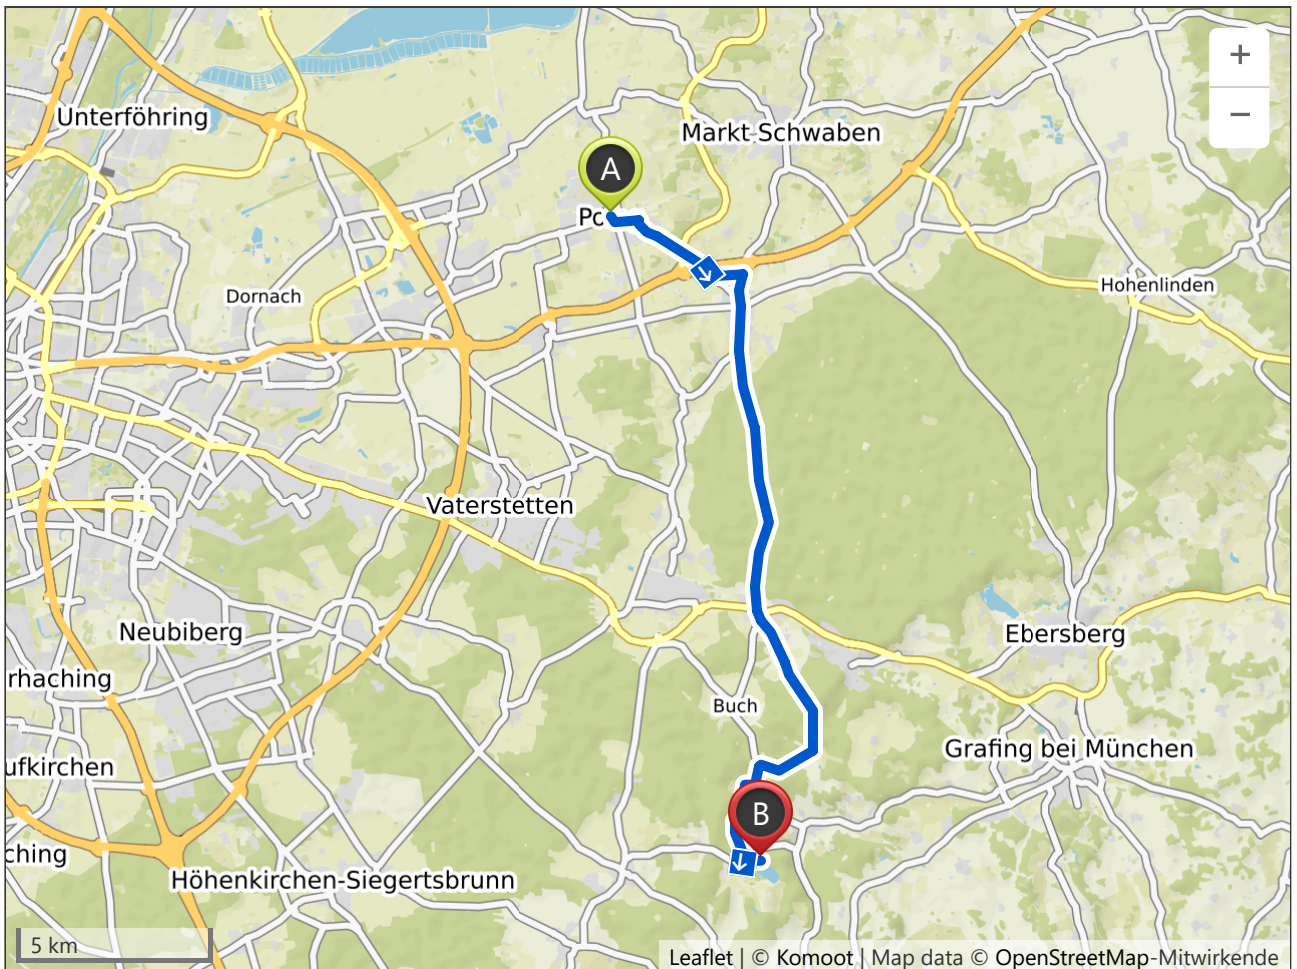 +
−
Unterföhring
Markt Schwaben
A
Dornach
Hohenlinden
Vaterstetten
Neubiberg
Ebersberg
rhaching
Buch
Grafing bei München
ufkirchen
B
ching
Höhenkirchen-Siegertsbrunn
5 km
Leaflet | © Komoot | Map data © OpenStreetMap-Mitwirkende